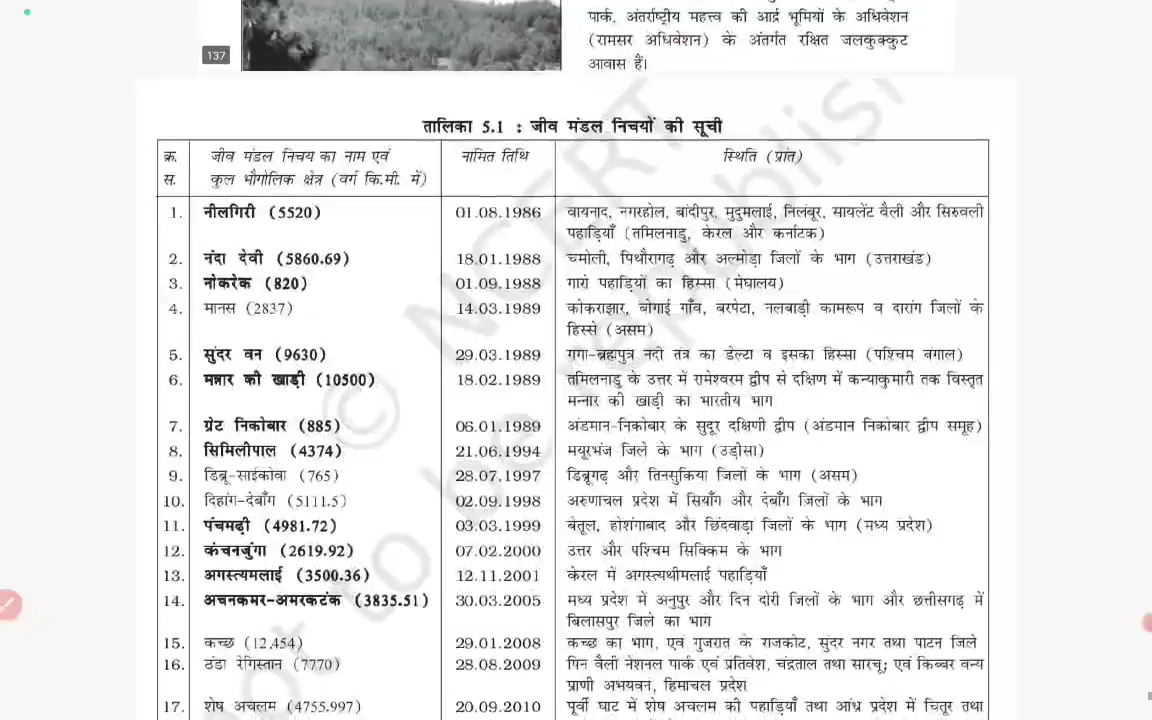 पार्क, अंतर्राष्ट्रीय महत्त्व की आर्द्र भूमियों के अधिवेशन
(रामसर अधिवेशन) के अंतर्गत रक्षित जलकुक्कुट
आवास हैं।
137
तालिका 5.1 : जीव मंडल निचयों की सूची
क्र. स. जीव मंडल निचय का नाम एवं कुल भौगोलिक क्षेत्र (वर्ग कि.मी. में) नामित तिथि स्थिति (प्रांत)
1. नीलगिरी (5520) 01.08.1986 वायनाद, नगरहोल, बांदीपुर, मुदुमलाई, निलंबूर, सायलेंट वैली और सिरुवली
पहाड़ियाँ (तमिलनाडु, केरल और कर्नाटक)
2. नंदा देवी (5860.69) 18.01.1988 चमोली, पिथौरागढ़ और अल्मोड़ा जिलों के भाग (उत्तराखंड)
3. नोकरेक (820) 01.09.1988 गारो पहाड़ियों का हिस्सा (मेघालय)
4. मानस (2837) 14.03.1989 कोकराझार, बोगाई गाँव, बरपेटा, नलबाड़ी कामरूप व दारांग जिलों के
हिस्से (असम)
5. सुंदर वन (9630) 29.03.1989 गंगा-ब्रह्मपुत्र नदी तंत्र का डेल्टा व इसका हिस्सा (पश्चिम बंगाल)
6. मन्नार की खाड़ी (10500) 18.02.1989 तमिलनाडु के उत्तर में रामेश्वरम द्वीप से दक्षिण में कन्याकुमारी तक विस्तृत
मन्नार की खाड़ी का भारतीय भाग
7. ग्रेट निकोबार (885) 06.01.1989 अंडमान-निकोबार के सुदूर दक्षिणी द्वीप (अंडमान निकोबार द्वीप समूह)
8. सिमिलीपाल (4374) 21.06.1994 मयूरभंज जिले के भाग (उड़ीसा)
9. डिब्रू-साईकोवा (765) 28.07.1997 डिब्रूगढ़ और तिनसुकिया जिलों के भाग (असम)
10. दिहांग-देबाँग (5111.5) 02.09.1998 अरुणाचल प्रदेश में सियाँग और देबाँग जिलों के भाग
11. पंचमढ़ी (4981.72) 03.03.1999 बेतूल, होशंगाबाद और छिंदवाड़ा जिलों के भाग (मध्य प्रदेश)
12. कंचनजुंगा (2619.92) 07.02.2000 उत्तर और पश्चिम सिक्किम के भाग
13. अगस्त्यमलाई (3500.36) 12.11.2001 केरल में अगस्त्यथीमलाई पहाड़ियाँ
14. अचनकमर-अमरकटंक (3835.51) 30.03.2005 मध्य प्रदेश में अनुपुर और दिन दोरी जिलों के भाग और छत्तीसगढ़ में
बिलासपुर जिले का भाग
15. कच्छ (12,454) 29.01.2008 कच्छ का भाग, एवं गुजरात के राजकोट, सुंदर नगर तथा पाटन जिले
16. ठंडा रेगिस्तान (7770) 28.08.2009 पिन वैली नेशनल पार्क एवं प्रतिवेश, चंद्रताल तथा सारचू; एवं किब्बर वन्य
प्राणी अभयवन, हिमाचल प्रदेश
17. शेष अचलम (4755.997) 20.09.2010 पूर्वी घाट में शेष अचलम की पहाड़ियाँ तथा आंध्र प्रदेश में चितूर तथा
© NCERT
not to be republish